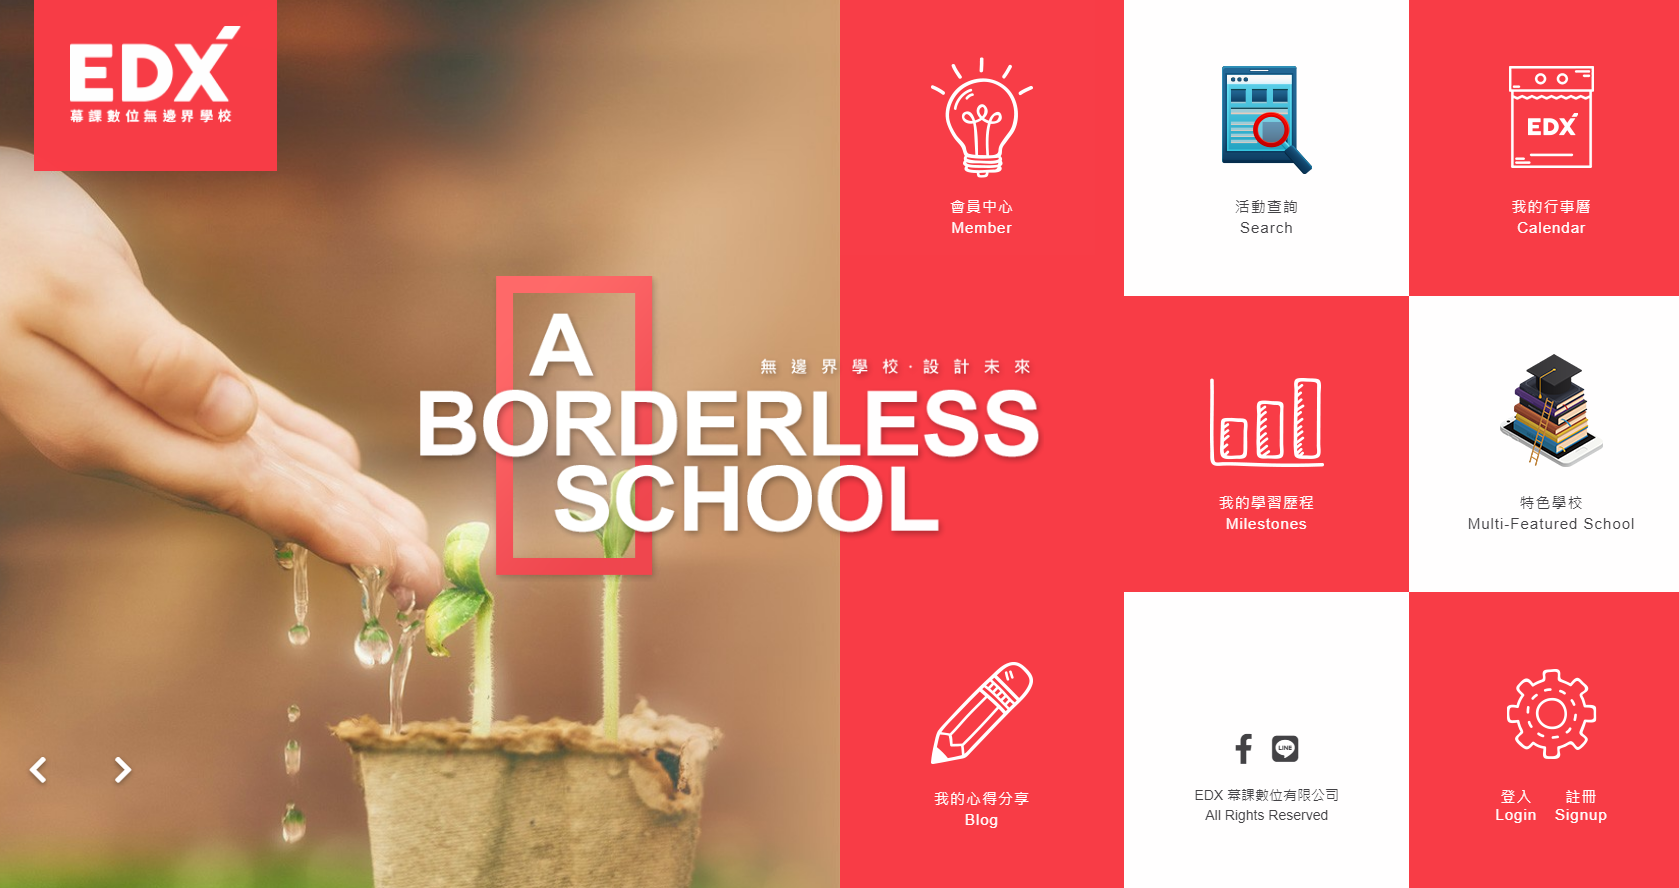 EDX
幕課數位無邊界學校
A
無邊界學校·設計未來
BORDERLESS
SCHOOL
會員中心
Member
活動查詢
Search
EDX
我的行事曆
Calendar
我的學習歷程
Milestones
特色學校
Multi-Featured School
我的心得分享
Blog
LINE
EDX 幕課數位有限公司
All Rights Reserved
登入
Login
註冊
Signup